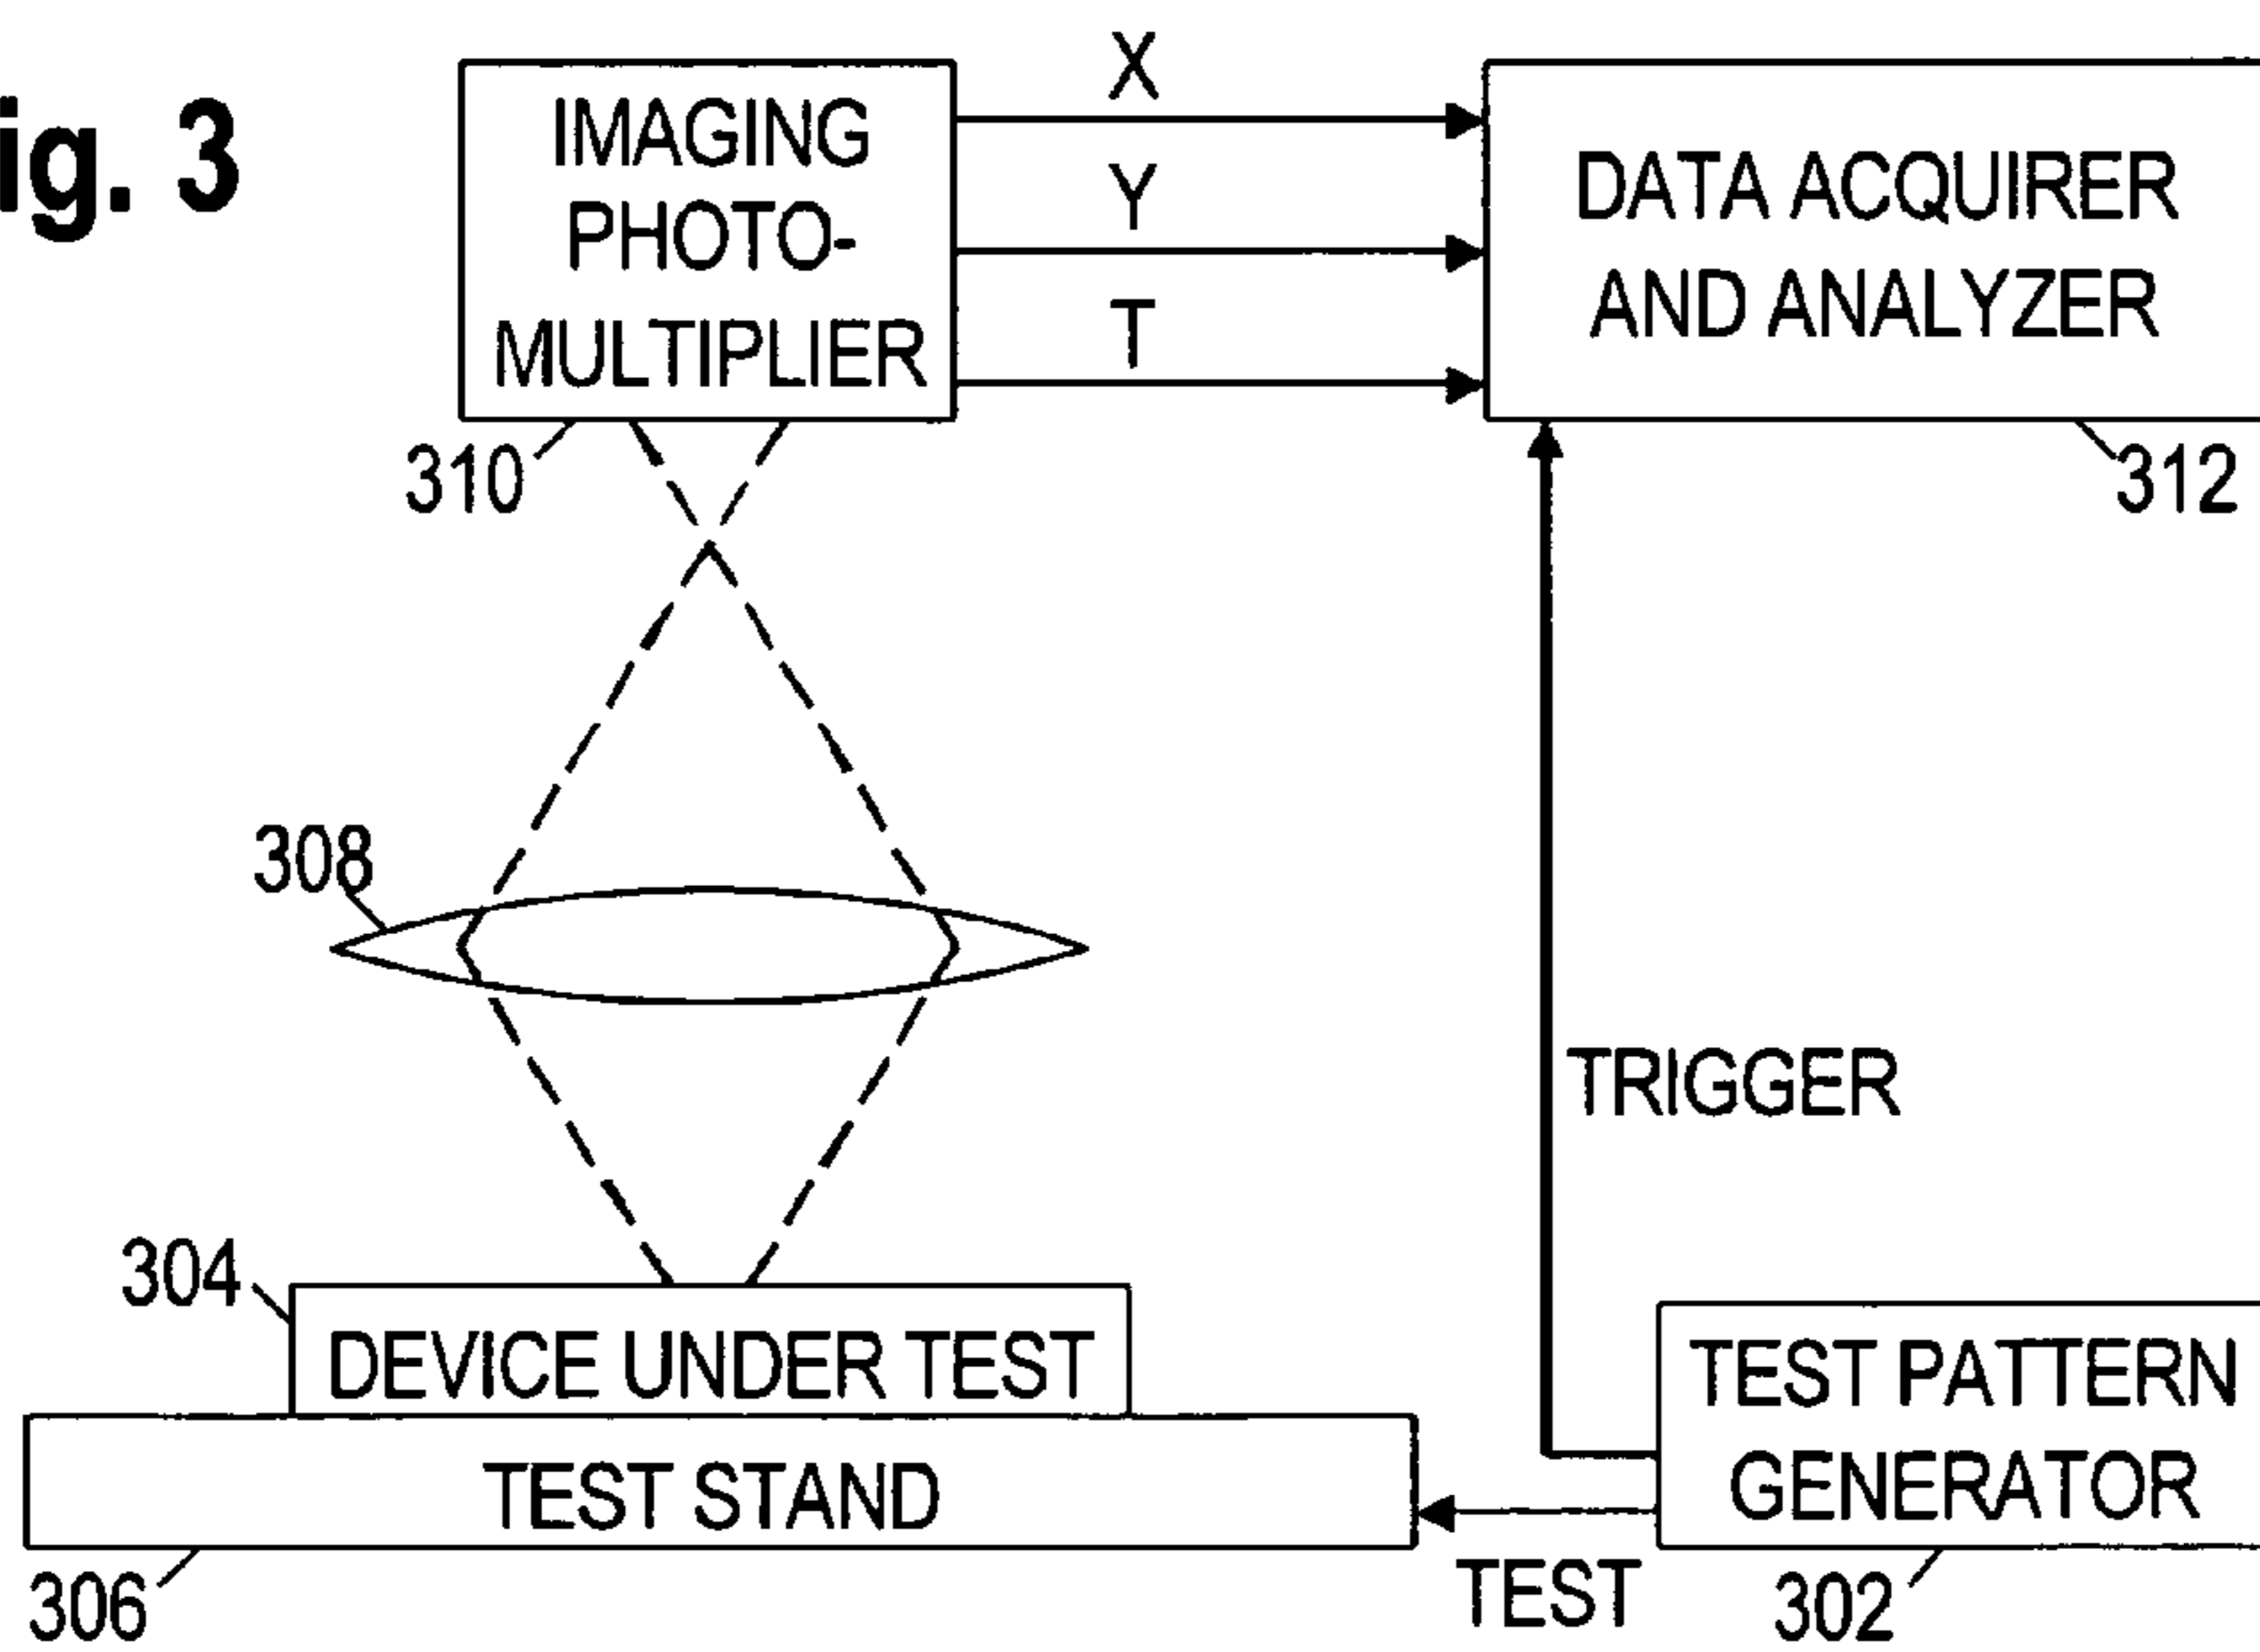 ig. 3
X
IMAGING
PHOTO-
MULTIPLIER
Y
T
DATA ACQUIRER
AND ANALYZER
310
312
308
TRIGGER
304
DEVICE UNDER TEST
TEST PATTERN
GENERATOR
TEST STAND
TEST
306
302